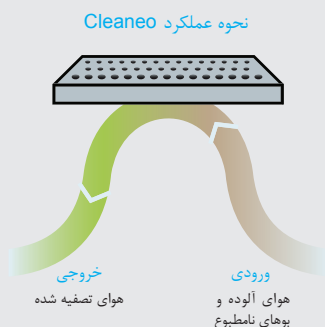 نحوه عملکرد Cleaneo
ورودی
هوای آلوده و
بوهای نامطبوع
خروجی
هوای تصفیه شده